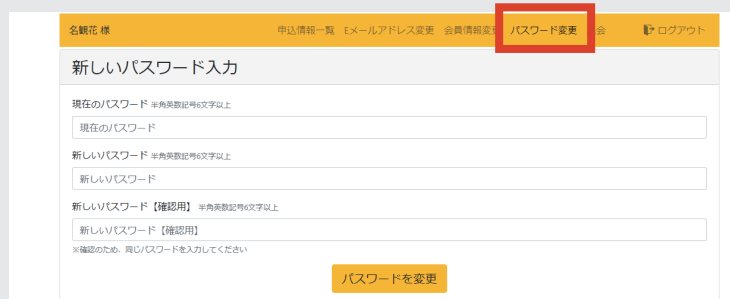 名観花 様 申込情報一覧 Eメールアドレス変更 会員情報変 パスワード変更 会 ログアウト
新しいパスワード入力
現在のパスワード 半角英数記号6文字以上
現在のパスワード
新しいパスワード 半角英数記号6文字以上
新しいパスワード
新しいパスワード【確認用】 半角英数記号6文字以上
新しいパスワード【確認用】
※確認のため、同じパスワードを入力してください
パスワードを変更